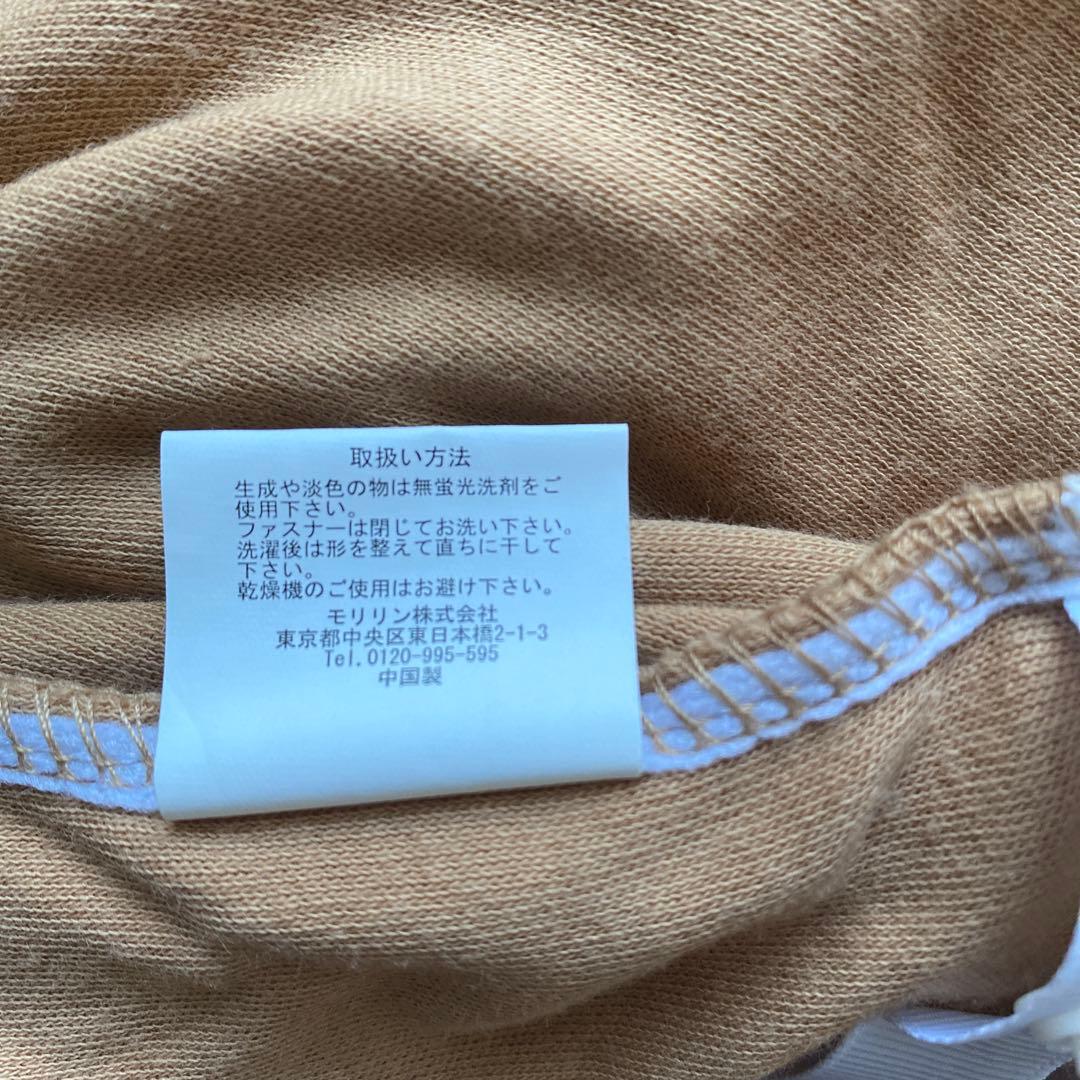 取扱い方法
生成や淡色の物は無蛍光洗剤をご
使用下さい。
ファスナーは閉じてお洗い下さい。
洗濯後は形を整えて直ちに干して
下さい。
乾燥機のご使用はお避け下さい。
モリリン株式会社
東京都中央区東日本橋2-1-3
Tel.0120-995-595
中国製